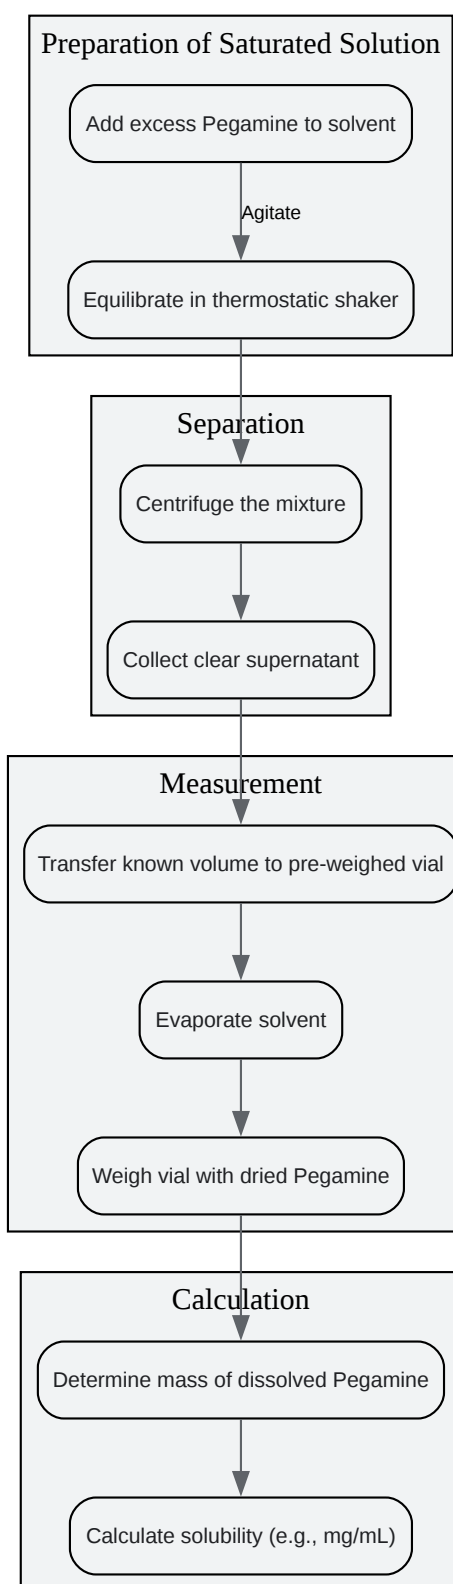 Preparation of Saturated Solution
Add excess Pegamine to solvent
Agitate
Equilibrate in thermostatic shaker
Separation
Centrifuge the mixture
Collect clear supernatant
Measurement
Transfer known volume to pre-weighed vial
Evaporate solvent
Weigh vial with dried Pegamine
Calculation
Determine mass of dissolved Pegamine
Calculate solubility (e.g., mg/mL)